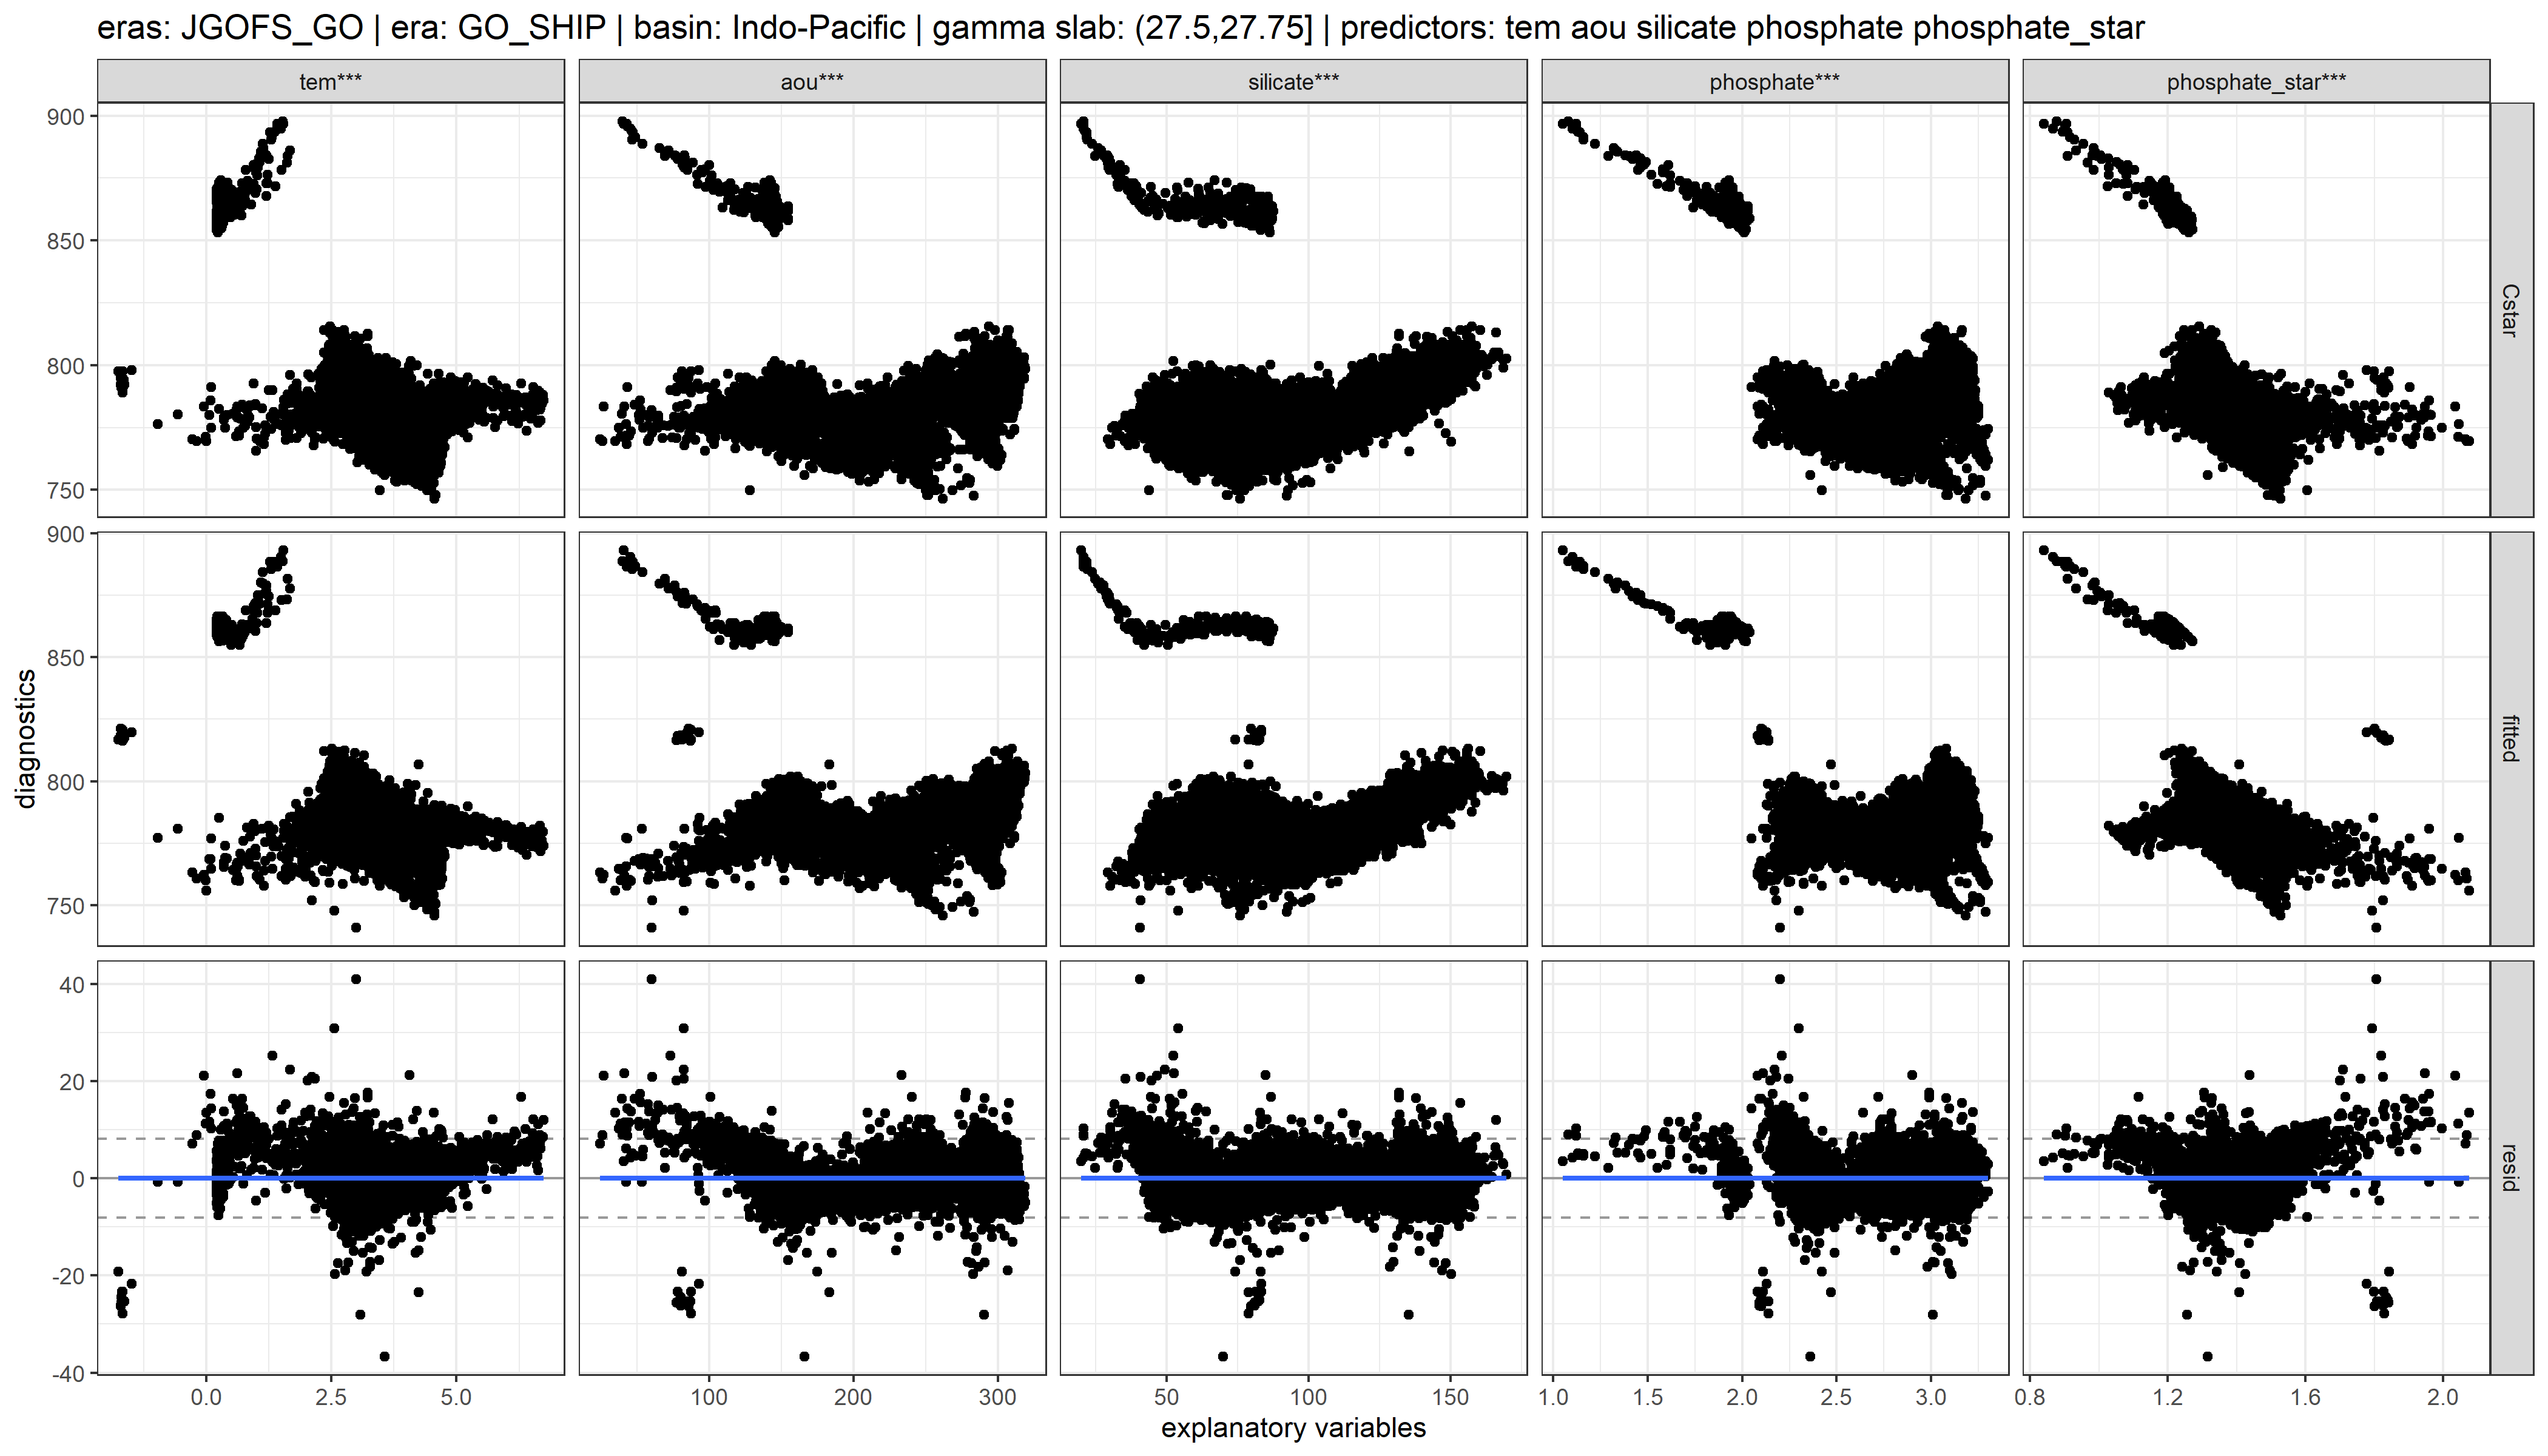 eras: JGOFS_GO | era: GO_SHIP | basin: Indo-Pacific | gamma slab: (27.5,27.75] | predictors: tem aou silicate phosphate phosphate_star
tem*** aou*** silicate*** phosphate*** phosphate_star***
900
850
800
750
Cstar
900
850
800
750
fitted
diagnostics
40
20
0
-20
-40
resid
0.0 2.5 5.0 100 200 300 50 100 150 1.0 1.5 2.0 2.5 3.0 0.8 1.2 1.6 2.0
explanatory variables